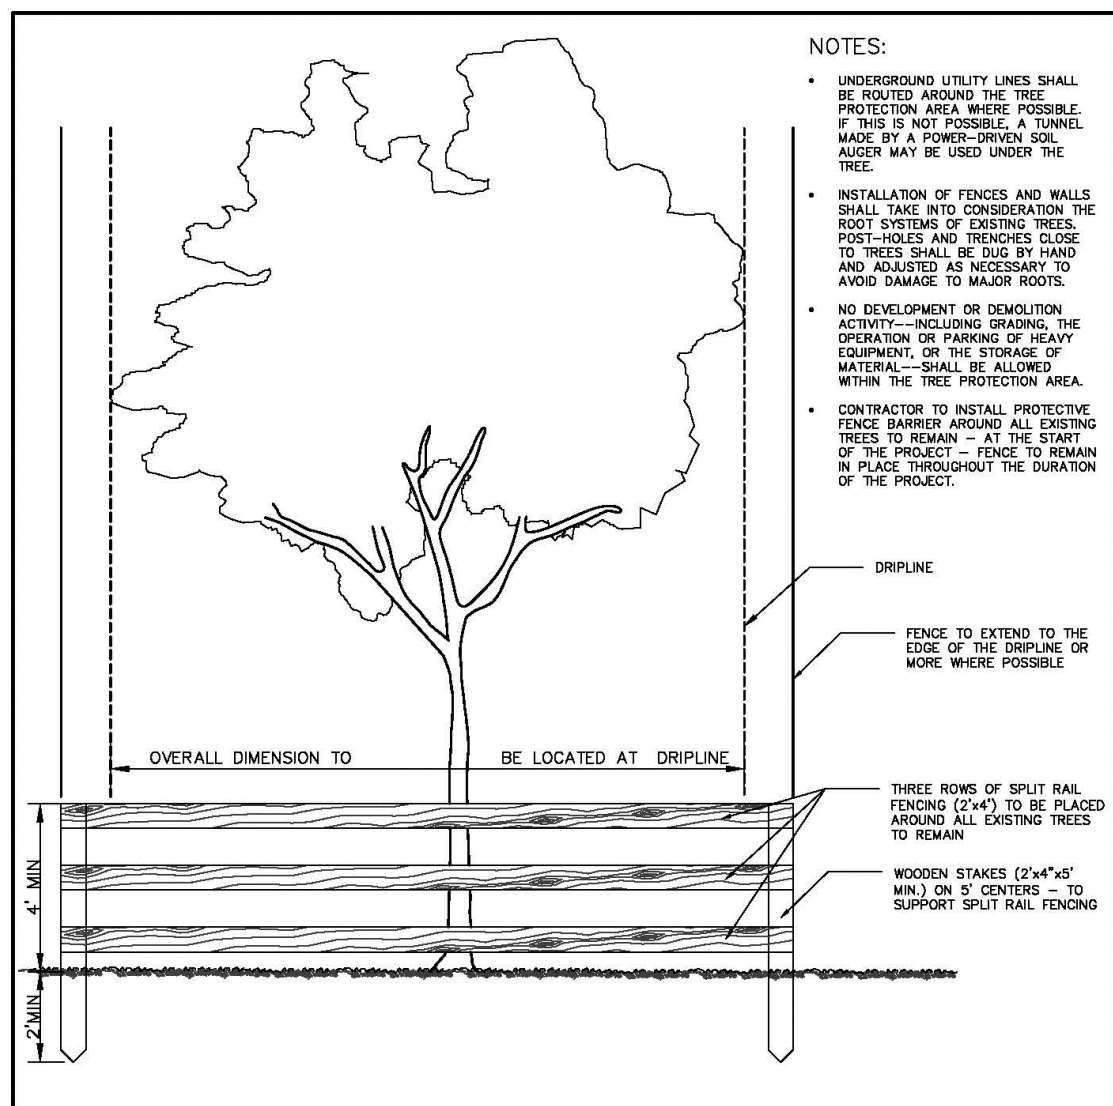 NOTES:
• UNDERGROUND UTILITY LINES SHALL
BE ROUTED AROUND THE TREE
PROTECTION AREA WHERE POSSIBLE.
IF THIS IS NOT POSSIBLE, A TUNNEL
MADE BY A POWER-DRIVEN SOIL
AUGER MAY BE USED UNDER THE
TREE.
• INSTALLATION OF FENCES AND WALLS
SHALL TAKE INTO CONSIDERATION THE
ROOT SYSTEMS OF EXISTING TREES.
POST-HOLES AND TRENCHES CLOSE
TO TREES SHALL BE DUG BY HAND
AND ADJUSTED AS NECESSARY TO
AVOID DAMAGE TO MAJOR ROOTS.
• NO DEVELOPMENT OR DEMOLITION
ACTIVITY--INCLUDING GRADING, THE
OPERATION OR PARKING OF HEAVY
EQUIPMENT, OR THE STORAGE OF
MATERIAL--SHALL BE ALLOWED
WITHIN THE TREE PROTECTION AREA.
• CONTRACTOR TO INSTALL PROTECTIVE
FENCE BARRIER AROUND ALL EXISTING
TREES TO REMAIN - AT THE START
OF THE PROJECT - FENCE TO REMAIN
IN PLACE THROUGHOUT THE DURATION
OF THE PROJECT.
DRIPLINE
FENCE TO EXTEND TO THE
EDGE OF THE DRIPLINE OR
MORE WHERE POSSIBLE
OVERALL DIMENSION TO BE LOCATED AT DRIPLINE
THREE ROWS OF SPLIT RAIL
FENCING (2'x4') TO BE PLACED
AROUND ALL EXISTING TREES
TO REMAIN
WOODEN STAKES (2'x4"x5'
MIN.) ON 5' CENTERS - TO
SUPPORT SPLIT RAIL FENCING
4' MIN
2'MIN